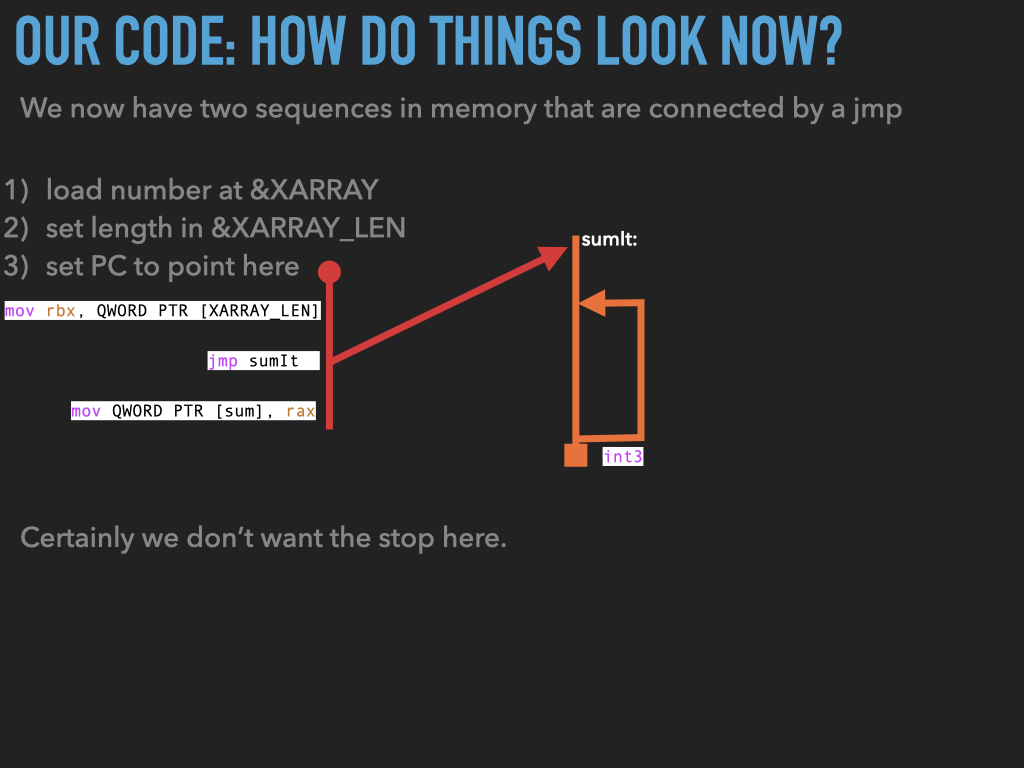 OUR CODE: HOW DO THINGS LOOK NOW?
We now have two sequences in memory that are connected by a jmp
1) load number at &XARRAY
2) set length in &XARRAY_LEN
3) set PC to point here
mov rbx, QWORD PTR [XARRAY_LEN]
jmp sumIt
mov QWORD PTR [sum], rax
sumIt:
int3
Certainly we don’t want the stop here.